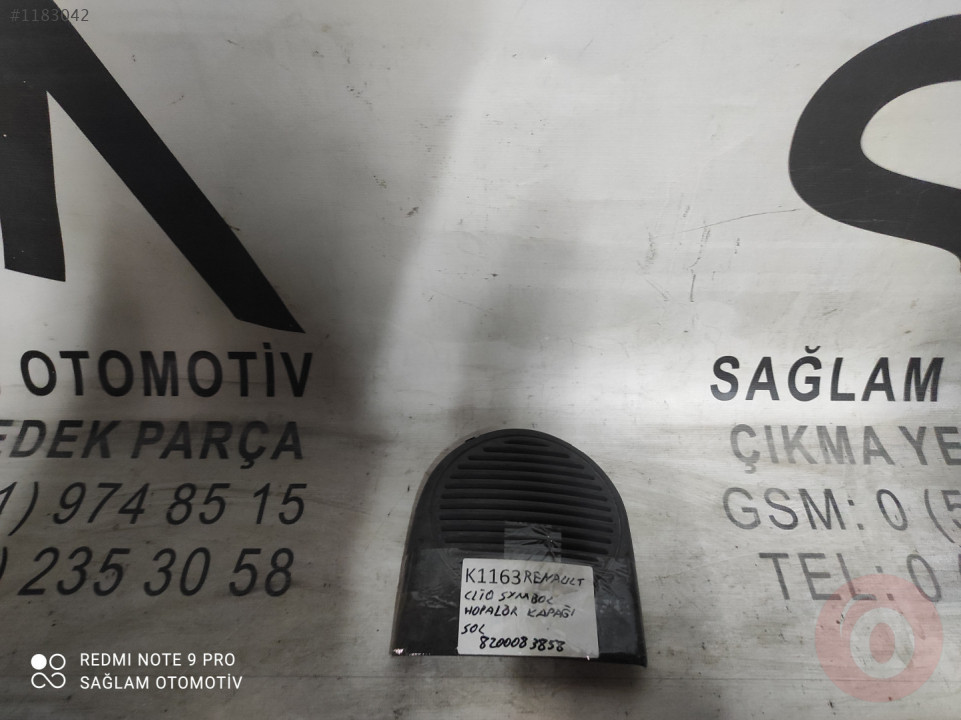 #1183042
OTOMOTİV
SAĞLAM
EDEK PARÇA
ÇIKMA YE
1) 974 85 15
GSM: 0 (5
) 235 30 58
TEL: 0
K1163 RENAULT
CLİO SYMBOL
HOPALÖR KAPAĞI
SOL
8200083858
REDMI NOTE 9 PRO
SAĞLAM OTOMOTİV